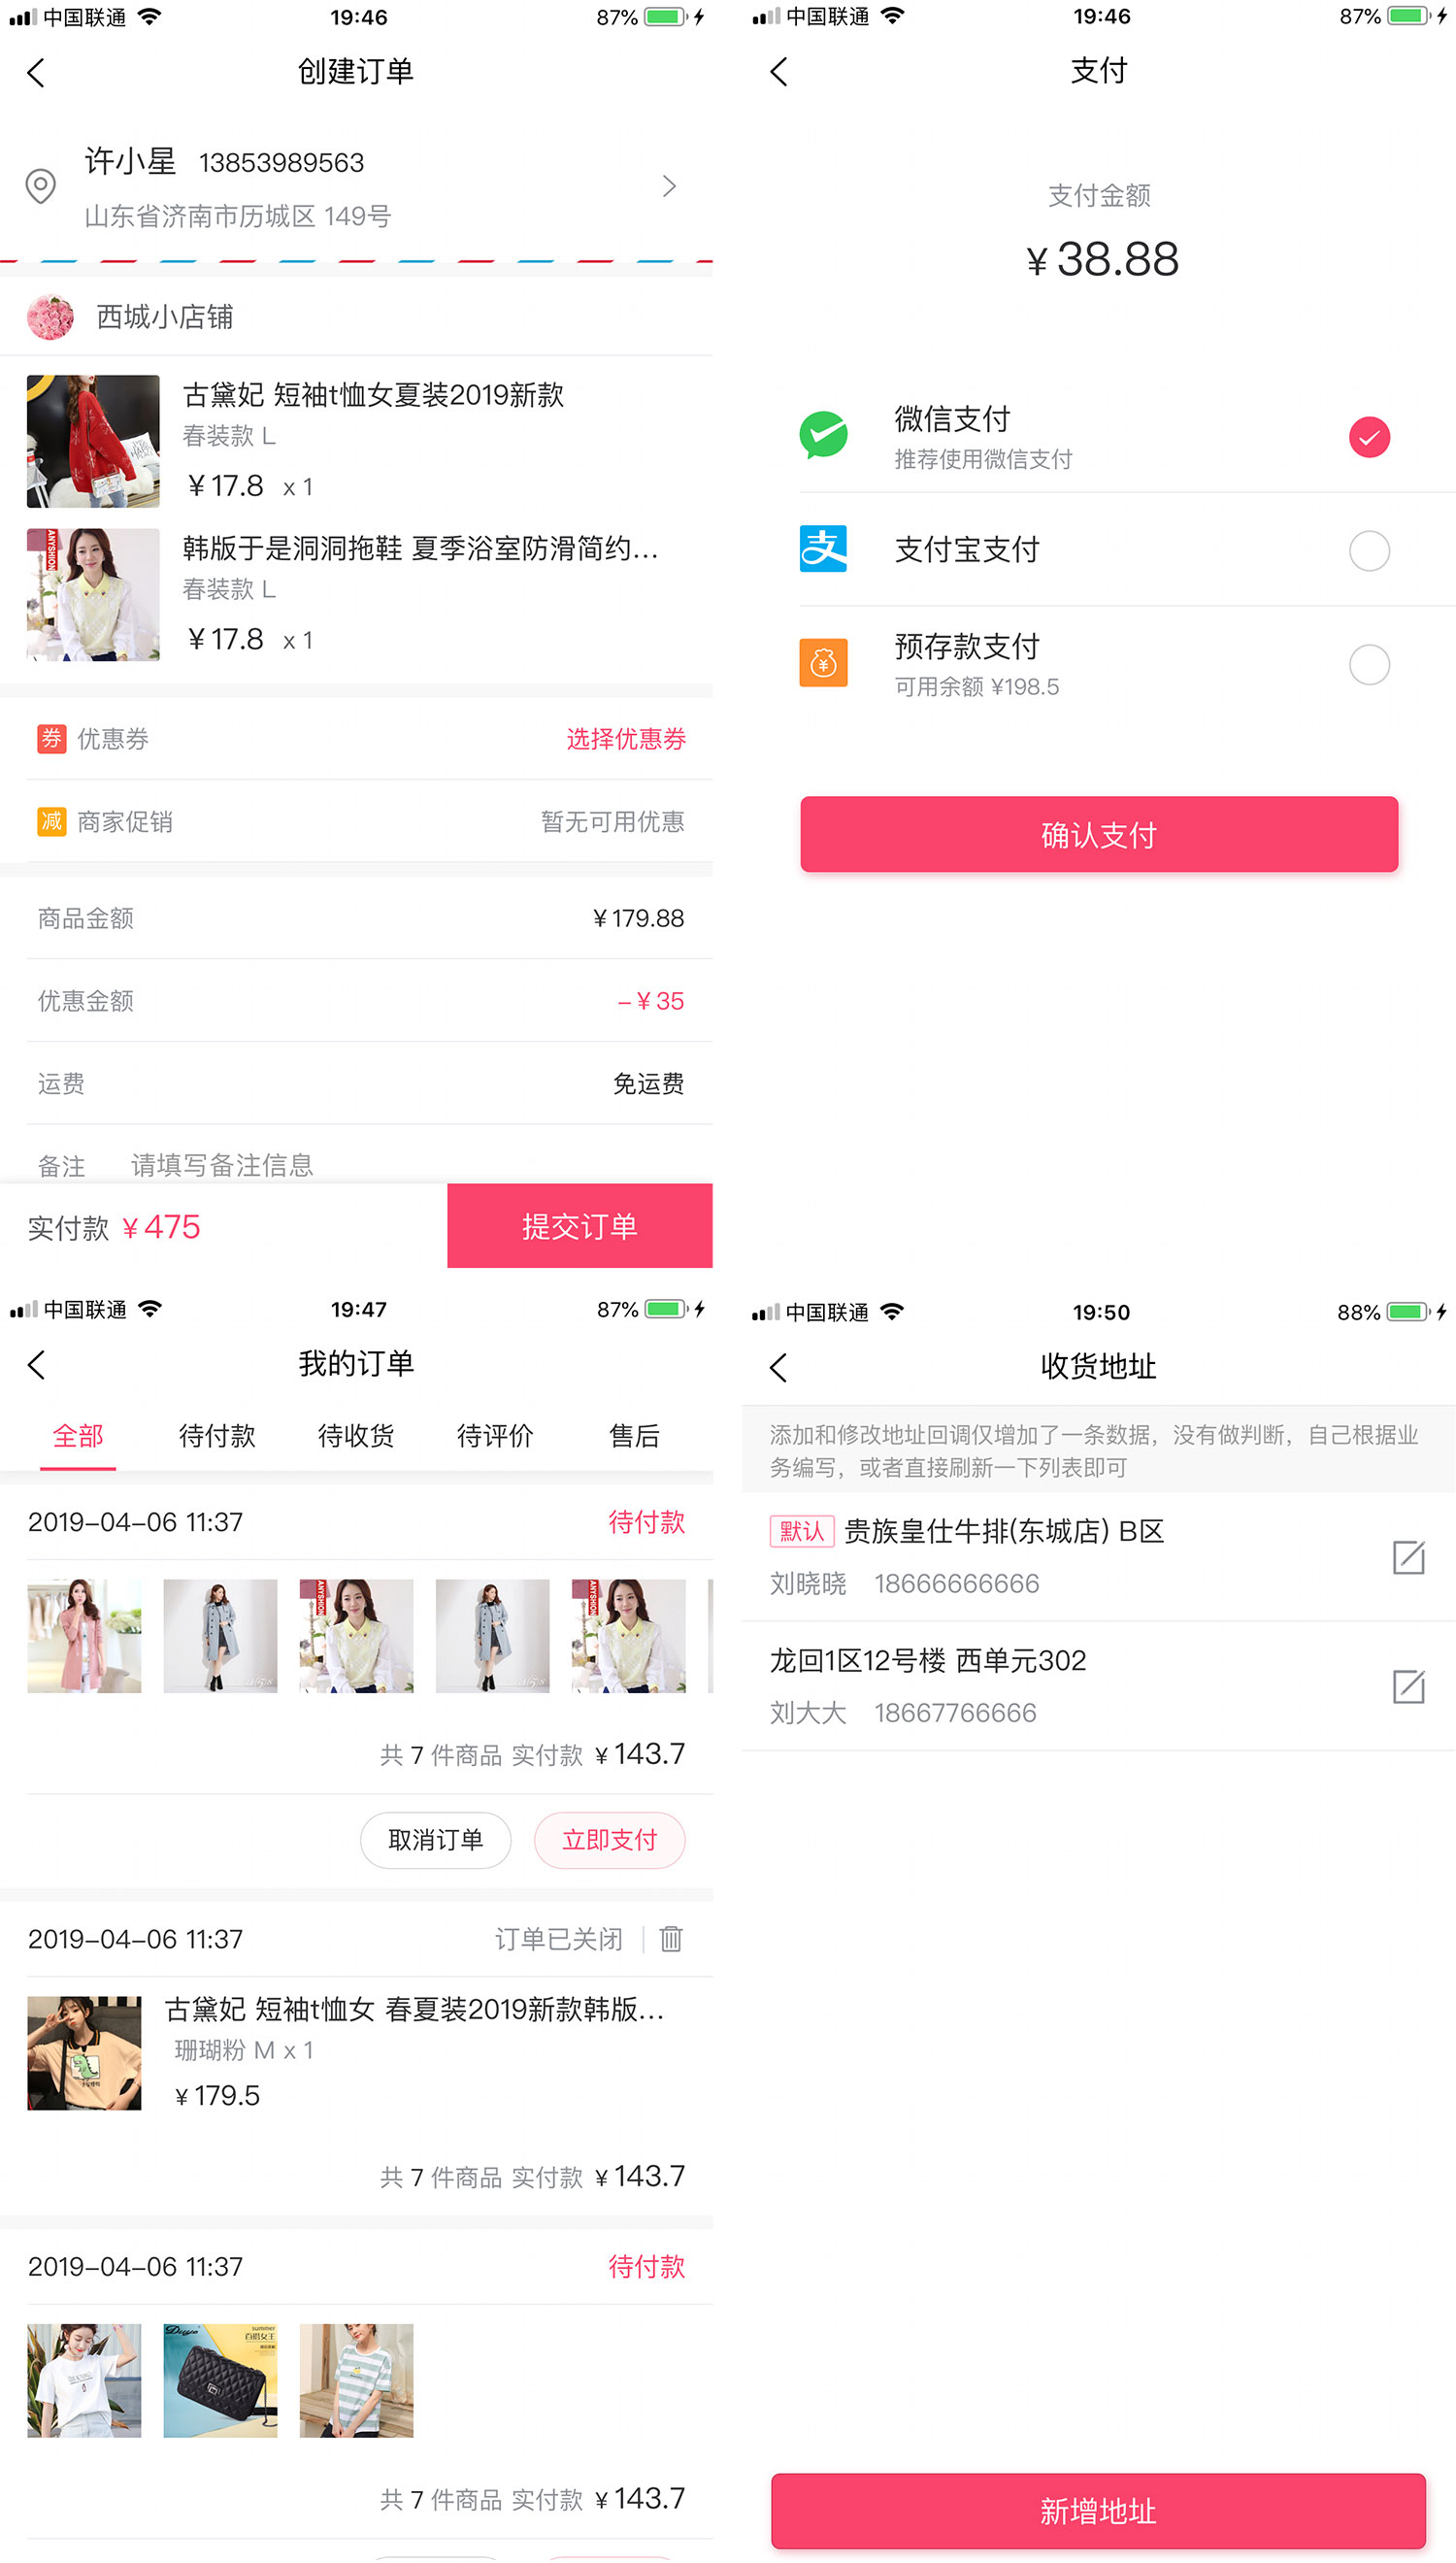 中国联通 19:46 87%
创建订单
许小星 13853989563
山东省济南市历城区 149号
西城小店铺
古黛妃 短袖t恤女夏装2019新款
春装款 L
¥17.8 x 1
ANYSHION
韩版于是洞洞拖鞋 夏季浴室防滑简约...
春装款 L
¥17.8 x 1
券 优惠券 选择优惠券
减 商家促销 暂无可用优惠
商品金额 ¥179.88
优惠金额 -¥35
运费 免运费
备注 请填写备注信息
实付款 ¥475 提交订单
中国联通 19:46 87%
支付
支付金额
¥38.88
微信支付
推荐使用微信支付
支 支付宝支付
预存款支付
可用余额 ¥198.5
确认支付
中国联通 19:47 87%
我的订单
全部 待付款 待收货 待评价 售后
2019-04-06 11:37 待付款
ANYSHION
ANYSHION
共 7 件商品 实付款 ¥143.7
取消订单 立即支付
2019-04-06 11:37 订单已关闭
古黛妃 短袖t恤女 春夏装2019新款韩版...
珊瑚粉 M x 1
¥179.5
共 7 件商品 实付款 ¥143.7
2019-04-06 11:37 待付款
共 7 件商品 实付款 ¥143.7
中国联通 19:50 88%
收货地址
添加和修改地址回调仅增加了一条数据，没有做判断，自己根据业
务编写，或者直接刷新一下列表即可
默认 贵族皇仕牛排(东城店) B区
刘晓晓 18666666666
龙回1区12号楼 西单元302
刘大大 18667766666
新增地址